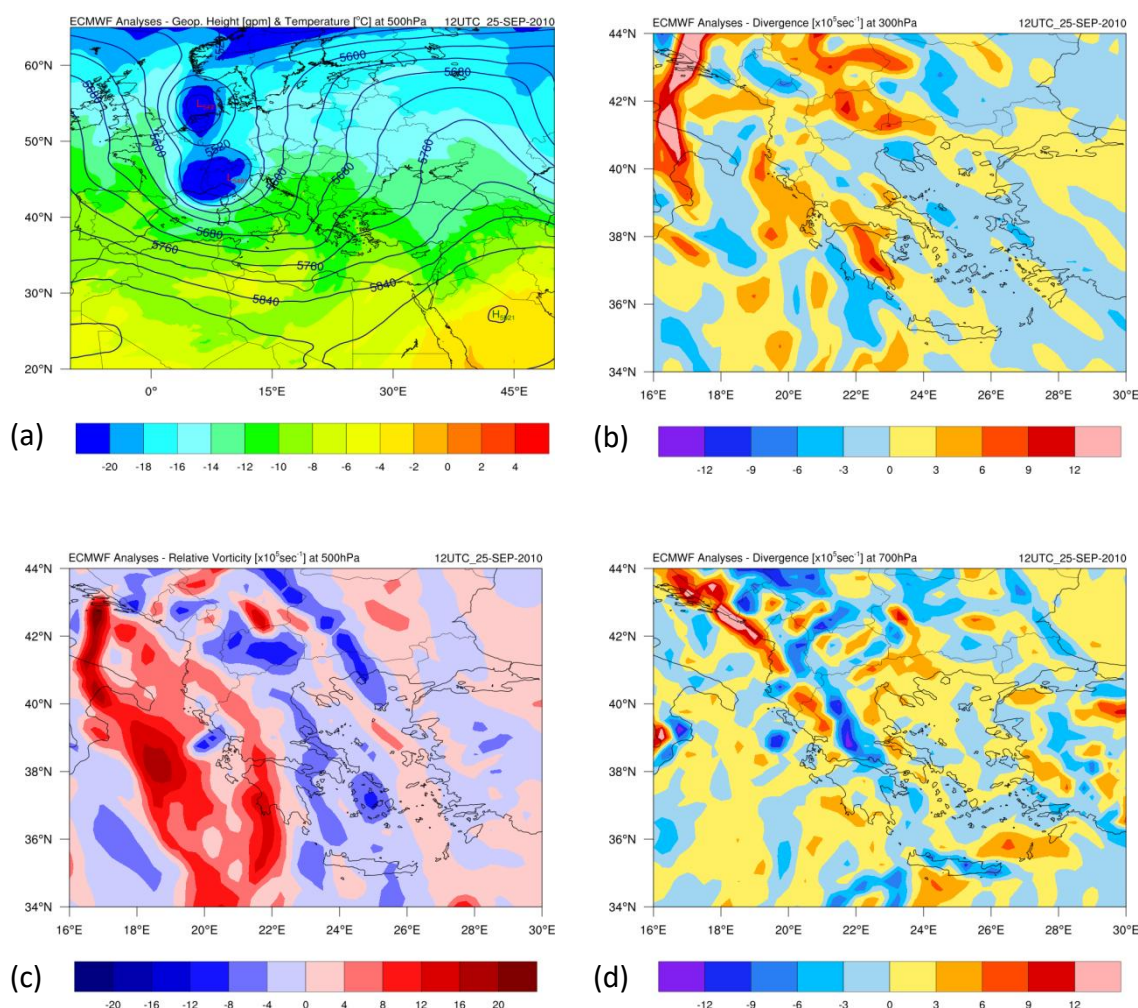 ECMWF Analyses - Geop. Height [gpm] & Temperature [°C] at 500hPa 12UTC_25-SEP-2010
60°N
50°N
40°N
30°N
20°N
0°E 15°E 30°E 45°E
5600
5680
5600
5680
5520
5600
5680
5760
5680
5760
5760
5840
5840
L
L
H5921
(a)
-20 -18 -16 -14 -12 -10 -8 -6 -4 -2 0 2 4
ECMWF Analyses - Divergence [x10⁵sec⁻¹] at 300hPa 12UTC_25-SEP-2010
44°N
42°N
40°N
38°N
36°N
34°N
16°E 18°E 20°E 22°E 24°E 26°E 28°E 30°E
(b)
-12 -9 -6 -3 0 3 6 9 12
ECMWF Analyses - Relative Vorticity [x10⁵sec⁻¹] at 500hPa 12UTC_25-SEP-2010
44°N
42°N
40°N
38°N
36°N
34°N
16°E 18°E 20°E 22°E 24°E 26°E 28°E 30°E
(c)
-20 -16 -12 -8 -4 0 4 8 12 16 20
ECMWF Analyses - Divergence [x10⁵sec⁻¹] at 700hPa 12UTC_25-SEP-2010
44°N
42°N
40°N
38°N
36°N
34°N
16°E 18°E 20°E 22°E 24°E 26°E 28°E 30°E
(d)
-12 -9 -6 -3 0 3 6 9 12